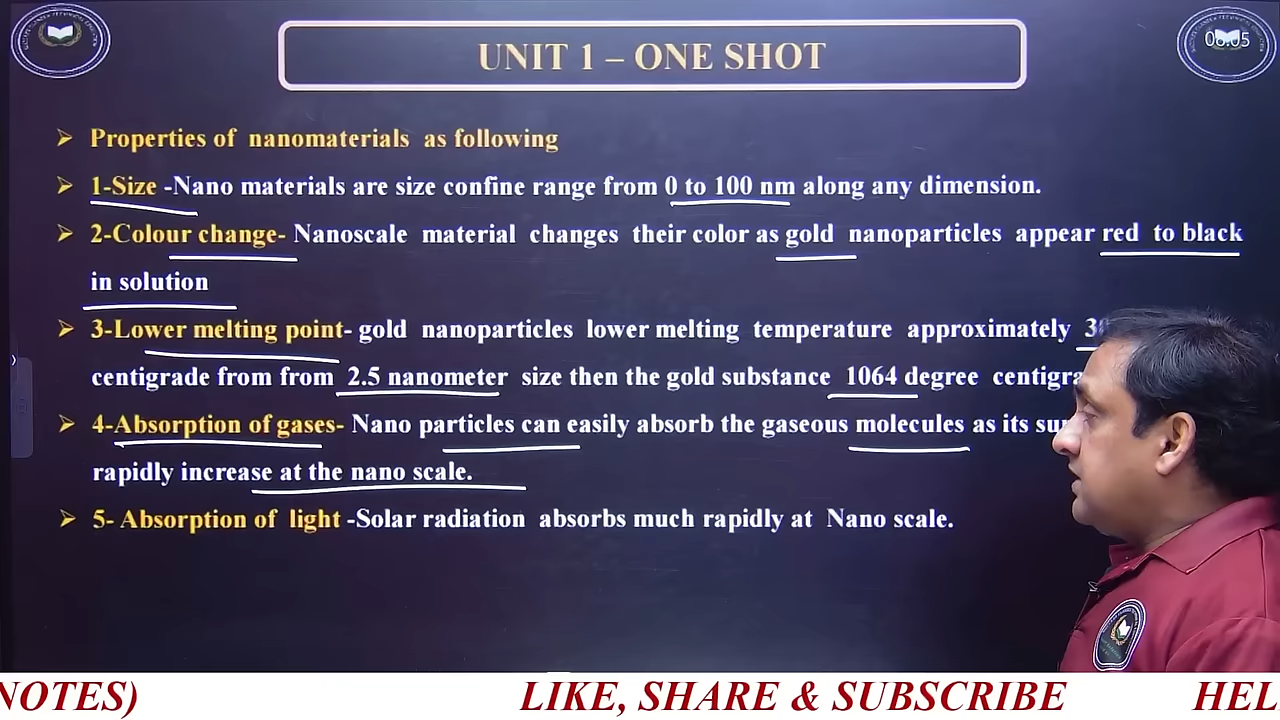 UNIT 1 – ONE SHOT
06:05
Properties of nanomaterials as following
1-Size -Nano materials are size confine range from 0 to 100 nm along any dimension.
2-Colour change- Nanoscale material changes their color as gold nanoparticles appear red to black
in solution
3-Lower melting point- gold nanoparticles lower melting temperature approximately
centigrade from from 2.5 nanometer size then the gold substance 1064 degree
4-Absorption of gases- Nano particles can easily absorb the gaseous molecules as its
rapidly increase at the nano scale.
5- Absorption of light -Solar radiation absorbs much rapidly at Nano scale.
NOTES) LIKE, SHARE & SUBSCRIBE HEL